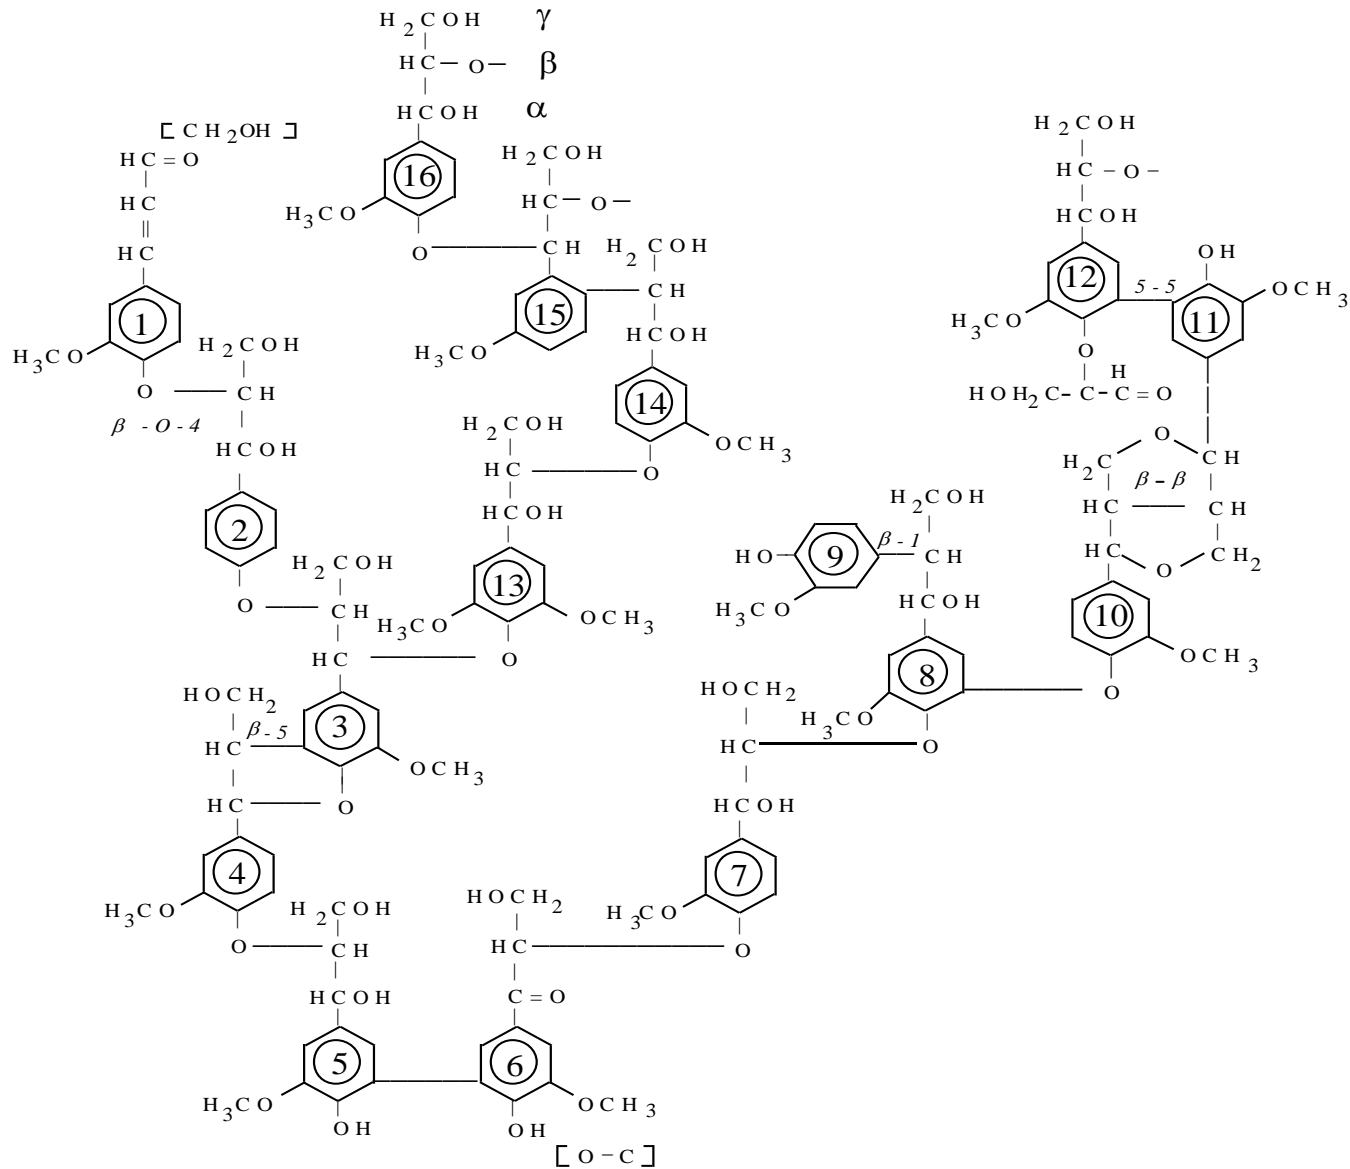 H2COH γ
HC—O— β
HCOH α
[CH2OH]
HC=O
HC
HC
16
H3CO
O
H2COH
HC—O—
CH
H2COH
CH
HCOH
15
H3CO
1
H3CO
O
H2COH
CH
β-O-4
HCOH
14
OCH3
O
H2COH
HC
HCOH
2
O
H2COH
CH
HC
13
H3CO
OCH3
O
HOCH2
β-5
HC
HC
3
OCH3
O
4
H3CO
O
H2COH
CH
HCOH
5
H3CO
OH
HOCH2
HC
C=O
6
OCH3
OH
[O-C]
HOCH2
HC
HCOH
7
H3CO
O
H2COH
CH
HCOH
β-1
9
HO
H3CO
8
H3CO
O
H2COH
HC-O-
HCOH
12
5-5
H3CO
O
H
HOH2C-C-C=O
OH
11
OCH3
O
H2C
CH
β-β
HC
CH
HC
O
CH2
10
OCH3
O